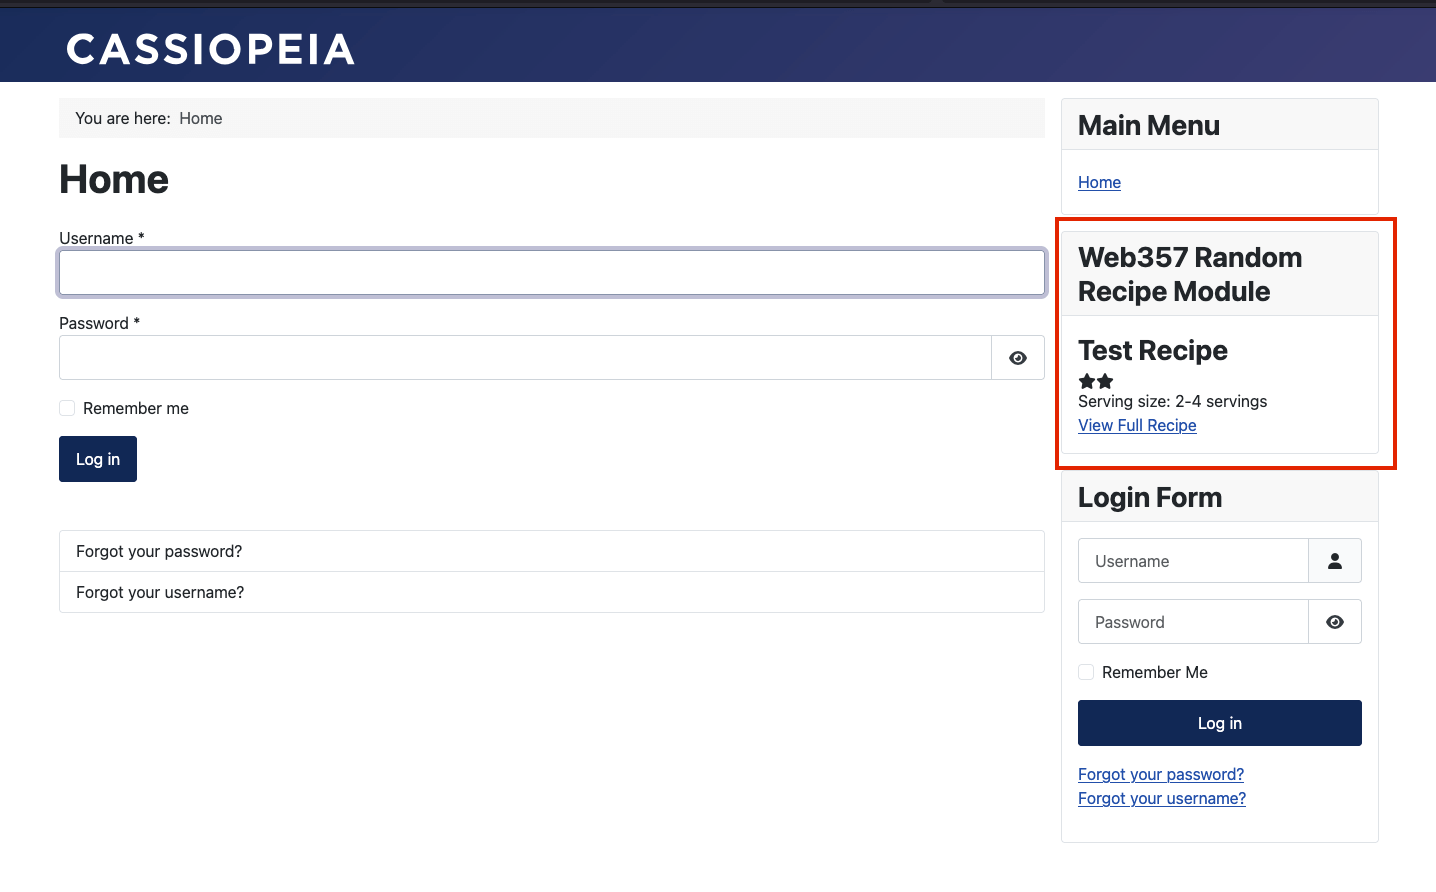 CASSIOPEIA
You are here: Home
Home
Username *
Password *
Remember me
Log in
Forgot your password?
Forgot your username?
Main Menu
Home
Web357 Random
Recipe Module
Test Recipe
Serving size: 2-4 servings
View Full Recipe
Login Form
Username
Password
Remember Me
Log in
Forgot your password?
Forgot your username?